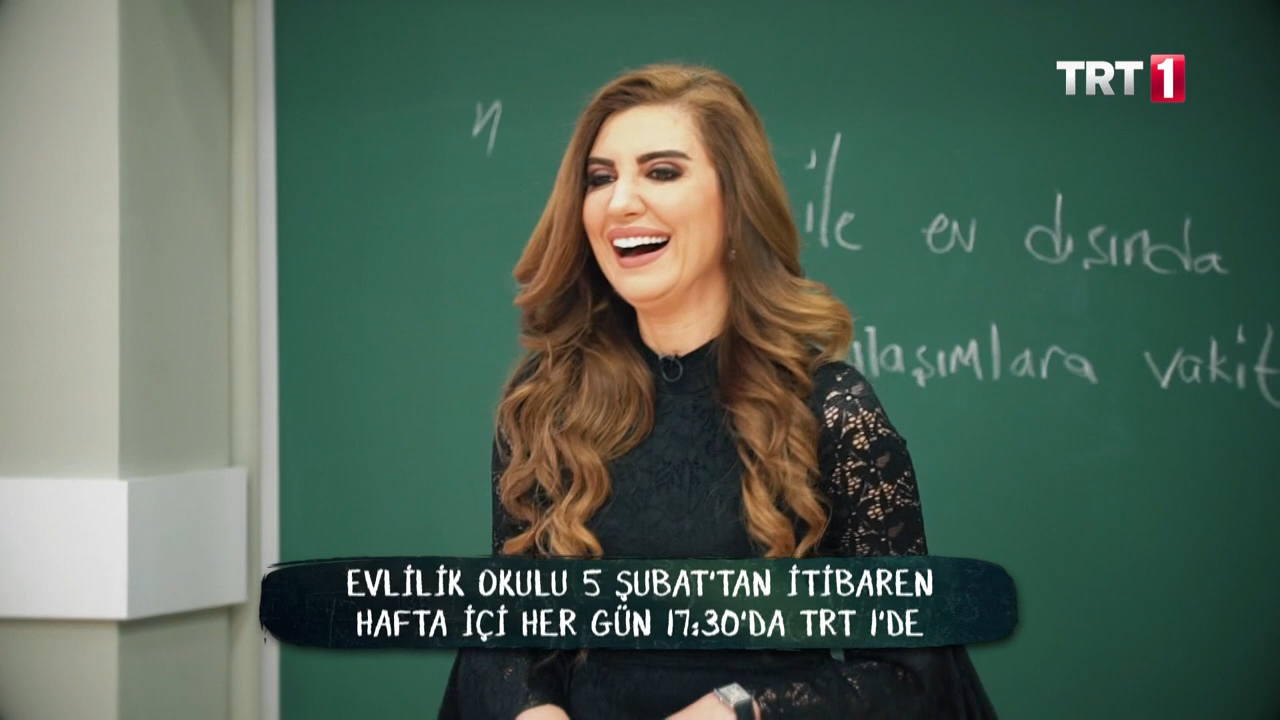 TRT 1
ile ev dışında
vakit
EVLİLİK OKULU 5 ŞUBAT'TAN İTİBAREN
HAFTA İÇİ HER GÜN 17:30'DA TRT 1'DE